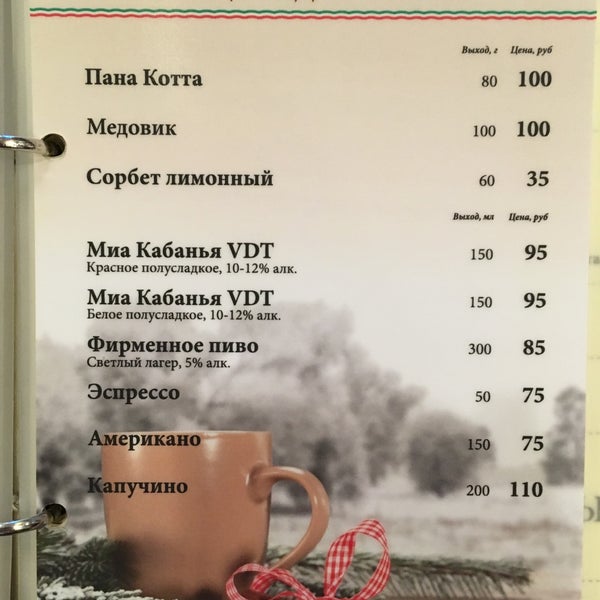 Выход, г Цена, руб
Пана Котта 80 100
Медовик 100 100
Сорбет лимонный 60 35
Выход, мл Цена, руб
Миа Кабанья VDT 150 95
Красное полусладкое, 10-12% алк.
Миа Кабанья VDT 150 95
Белое полусладкое, 10-12% алк.
Фирменное пиво 300 85
Светлый лагер, 5% алк.
Эспрессо 50 75
Американо 150 75
Капучино 200 110